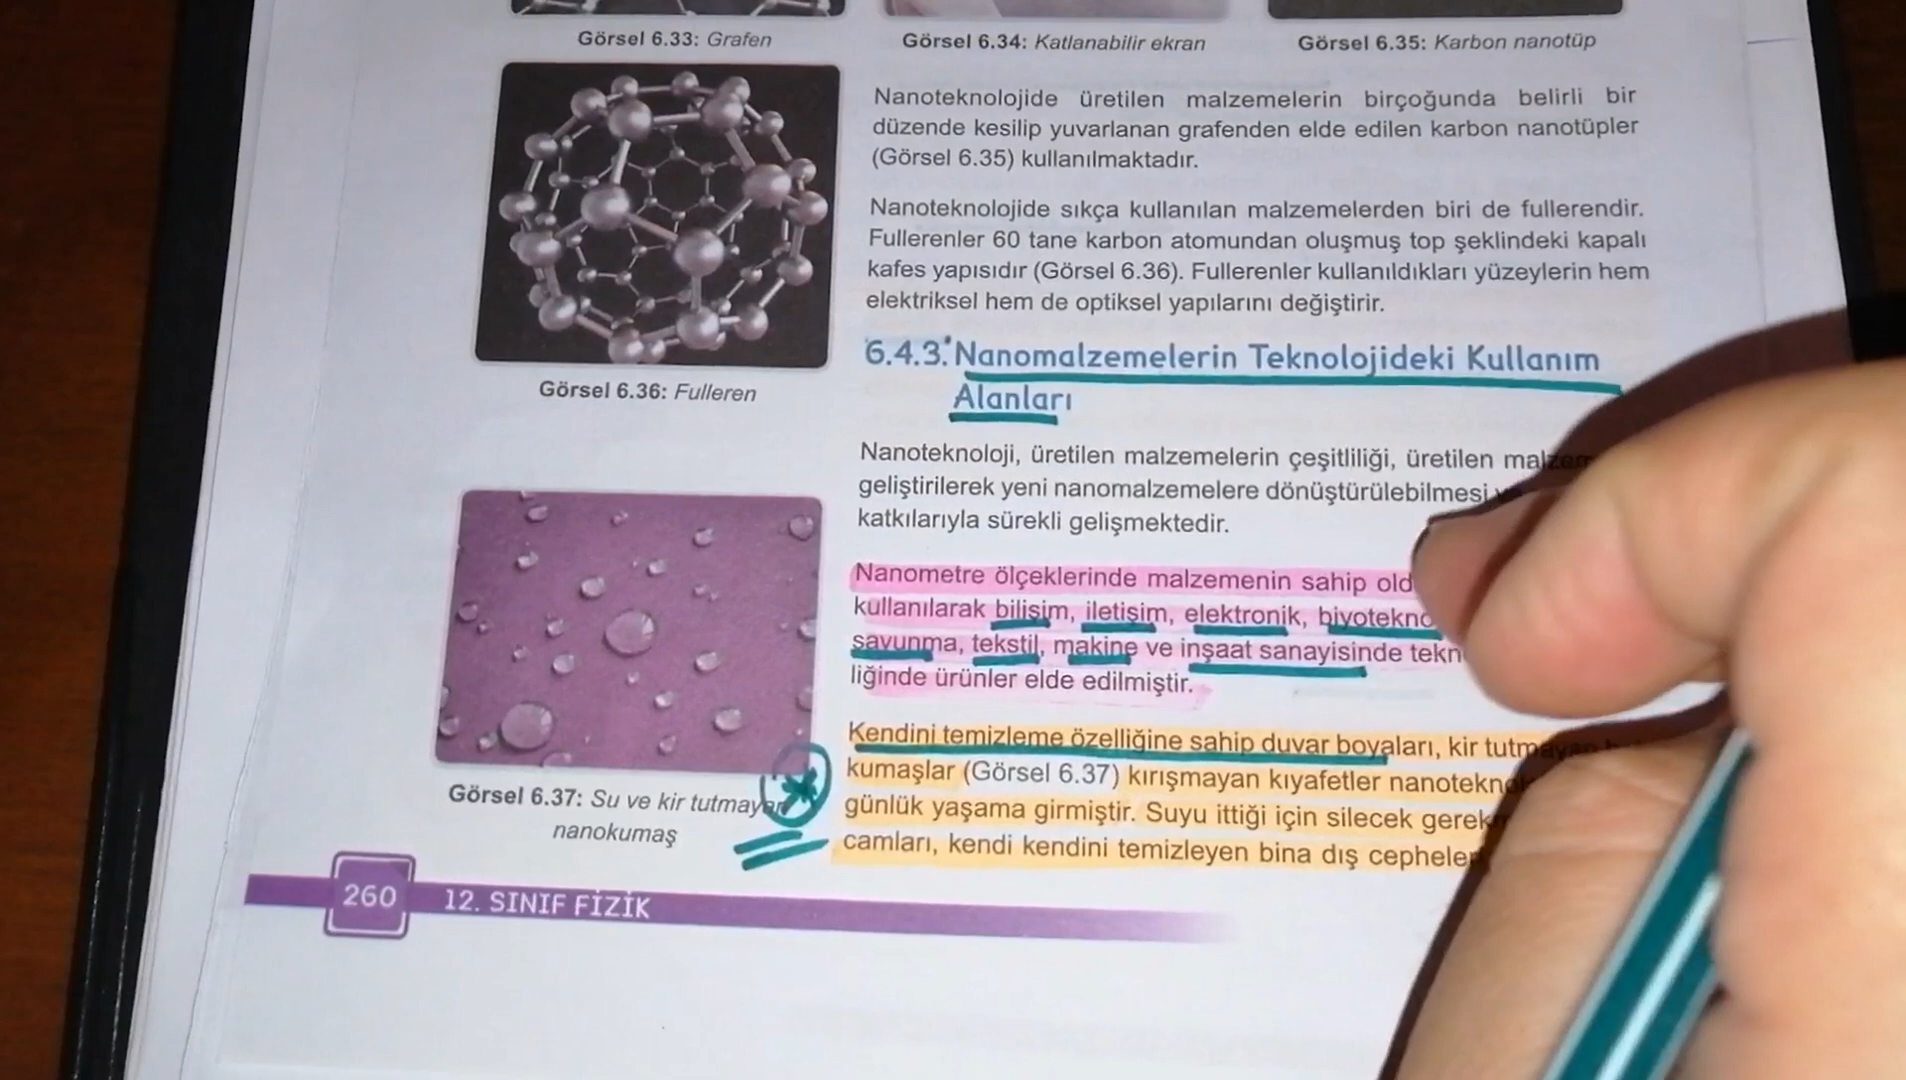 Görsel 6.33: Grafen
Görsel 6.34: Katlanabilir ekran
Görsel 6.35: Karbon nanotüp
Nanoteknolojide üretilen malzemelerin birçoğunda belirli bir
düzende kesilip yuvarlanan grafenden elde edilen karbon nanotüpler
(Görsel 6.35) kullanılmaktadır.
Nanoteknolojide sıkça kullanılan malzemelerden biri de fullerendir.
Fullerenler 60 tane karbon atomundan oluşmuş top şeklindeki kapalı
kafes yapısıdır (Görsel 6.36). Fullerenler kullanıldıkları yüzeylerin hem
elektriksel hem de optiksel yapılarını değiştirir.
Görsel 6.36: Fulleren
6.4.3. Nanomalzemelerin Teknolojideki Kullanım
Alanları
Nanoteknoloji, üretilen malzemelerin çeşitliliği, üretilen
geliştirilerek yeni nanomalzemelere dönüştürülebilmesi
katkılarıyla sürekli gelişmektedir.
Nanometre ölçeklerinde malzemenin sahip
kullanılarak bilişim, iletişim, elektronik,
savunma, tekstil, makine ve inşaat sanayisinde
liğinde ürünler elde edilmiştir.
Kendini temizleme özelliğine sahip duvar boyaları, kir
kumaşlar (Görsel 6.37) kırışmayan kıyafetler
günlük yaşama girmiştir. Suyu ittiği için silecek
camları, kendi kendini temizleyen bina dış
Görsel 6.37: Su ve kir tutmayan
nanokumaş
260 12. SINIF FİZİK